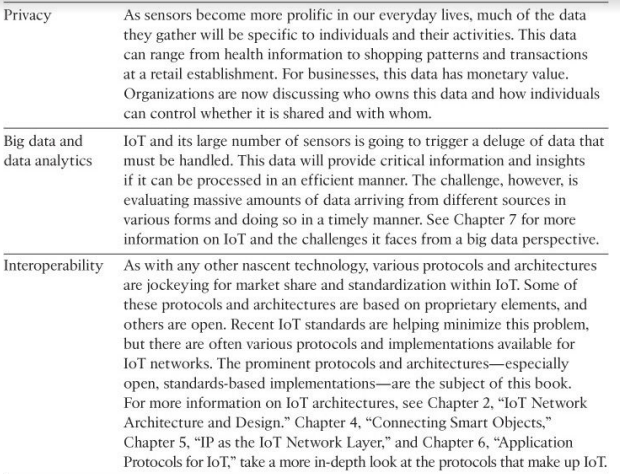 Privacy
As sensors become more prolific in our everyday lives, much of the data
they gather will be specific to individuals and their activities. This data
can range from health information to shopping patterns and transactions
at a retail establishment. For businesses, this data has monetary value.
Organizations are now discussing who owns this data and how individuals
can control whether it is shared and with whom.
Big data and
data analytics
IoT and its large number of sensors is going to trigger a deluge of data that
must be handled. This data will provide critical information and insights
if it can be processed in an efficient manner. The challenge, however, is
evaluating massive amounts of data arriving from different sources in
various forms and doing so in a timely manner. See Chapter 7 for more
information on IoT and the challenges it faces from a big data perspective.
Interoperability
As with any other nascent technology, various protocols and architectures
are jockeying for market share and standardization within IoT. Some of
these protocols and architectures are based on proprietary elements, and
others are open. Recent IoT standards are helping minimize this problem,
but there are often various protocols and implementations available for
IoT networks. The prominent protocols and architectures—especially
open, standards-based implementations—are the subject of this book.
For more information on IoT architectures, see Chapter 2, “IoT Network
Architecture and Design.” Chapter 4, “Connecting Smart Objects,”
Chapter 5, “IP as the IoT Network Layer,” and Chapter 6, “Application
Protocols for IoT,” take a more in-depth look at the protocols that make up IoT.